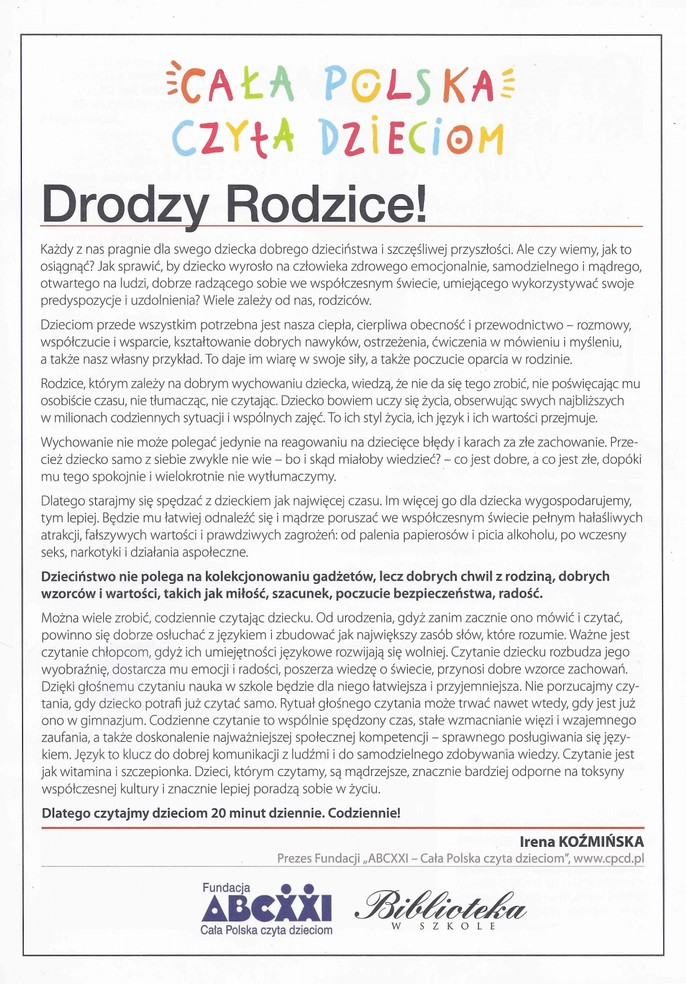 CAŁA POLSKA
CZYTA DZIECIOM
Drodzy Rodzice!
Każdy z nas pragnie dla swego dziecka dobrego dzieciństwa i szczęśliwej przyszłości. Ale czy wiemy, jak to
osiągnąć? Jak sprawić, by dziecko wyrosło na człowieka zdrowego emocjonalnie, samodzielnego i mądrego,
otwartego na ludzi, dobrze radzącego sobie we współczesnym świecie, umiejącego wykorzystywać swoje
predyspozycje i uzdolnienia? Wiele zależy od nas, rodziców.
Dzieciom przede wszystkim potrzebna jest nasza ciepła, cierpliwa obecność i przewodnictwo – rozmowy,
współczucie i wsparcie, kształtowanie dobrych nawyków, ostrzeżenia, ćwiczenia w mówieniu i myśleniu,
a także nasz własny przykład. To daje im wiarę w swoje siły, a także poczucie oparcia w rodzinie.
Rodzice, którym zależy na dobrym wychowaniu dziecka, wiedzą, że nie da się tego zrobić, nie poświęcając mu
osobiście czasu, nie tłumacząc, nie czytając. Dziecko bowiem uczy się życia, obserwując swych najbliższych
w milionach codziennych sytuacji i wspólnych zajęć. To ich styl życia, ich język i ich wartości przejmuje.
Wychowanie nie może polegać jedynie na reagowaniu na dziecięce błędy i karach za złe zachowanie. Prze-
cież dziecko samo z siebie zwykle nie wie – bo i skąd miałoby wiedzieć? – co jest dobre, a co jest złe, dopóki
mu tego spokojnie i wielokrotnie nie wytłumaczymy.
Dlatego starajmy się spędzać z dzieckiem jak najwięcej czasu. Im więcej go dla dziecka wygospodarujemy,
tym lepiej. Będzie mu łatwiej odnaleźć się i mądrze poruszać we współczesnym świecie pełnym hałaśliwych
atrakcji, fałszywych wartości i prawdziwych zagrożeń: od palenia papierosów i picia alkoholu, po wczesny
seks, narkotyki i działania aspołeczne.
Dzieciństwo nie polega na kolekcjonowaniu gadżetów, lecz dobrych chwil z rodziną, dobrych
wzorców i wartości, takich jak miłość, szacunek, poczucie bezpieczeństwa, radość.
Można wiele zrobić, codziennie czytając dziecku. Od urodzenia, gdyż zanim zacznie ono mówić i czytać,
powinno się dobrze osłuchać z językiem i zbudować jak największy zasób słów, które rozumie. Ważne jest
czytanie chłopcom, gdyż ich umiejętności językowe rozwijają się wolniej. Czytanie dziecku rozbudza jego
wyobraźnię, dostarcza mu emocji i radości, poszerza wiedzę o świecie, przynosi dobre wzorce zachowań.
Dzięki głośnemu czytaniu nauka w szkole będzie dla niego łatwiejsza i przyjemniejsza. Nie porzucajmy czy-
tania, gdy dziecko potrafi już czytać samo. Rytuał głośnego czytania może trwać nawet wtedy, gdy jest już
ono w gimnazjum. Codzienne czytanie to wspólnie spędzony czas, stałe wzmacnianie więzi i wzajemnego
zaufania, a także doskonalenie najważniejszej społecznej kompetencji – sprawnego posługiwania się języ-
kiem. Język to klucz do dobrej komunikacji z ludźmi i do samodzielnego zdobywania wiedzy. Czytanie jest
jak witamina i szczepionka. Dzieci, którym czytamy, są mądrzejsze, znacznie bardziej odporne na toksyny
współczesnej kultury i znacznie lepiej poradzą sobie w życiu.
Dlatego czytajmy dzieciom 20 minut dziennie. Codziennie!
Irena KOŹMIŃSKA
Prezes Fundacji „ABCXXI – Cała Polska czyta dzieciom”, www.cpcd.pl
Fundacja
ABCXXI
Cała Polska czyta dzieciom
Biblioteka
W SZKOLE